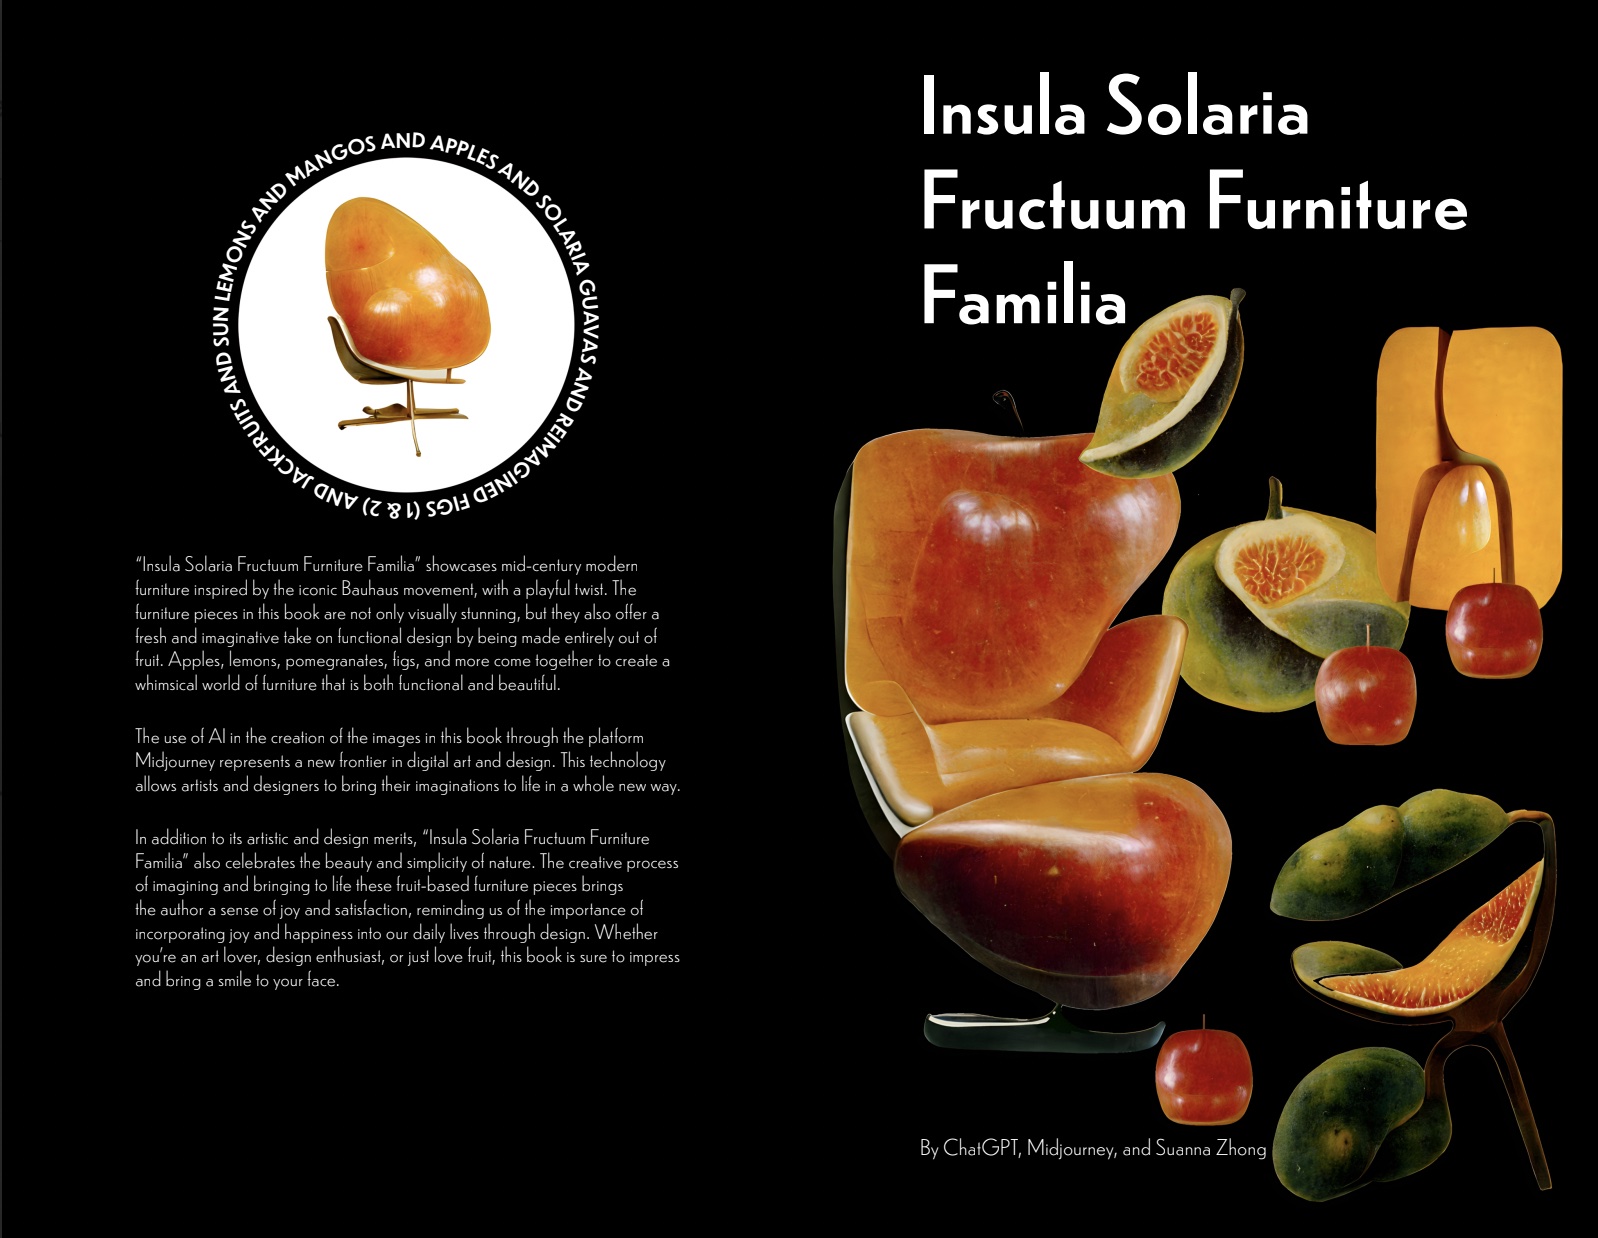 SUN LEMONS AND MANGOS AND APPLES AND SOLARIA GUAVAS AND REIMAGINED FIGS (1 & 2) AND JACKFRUITS AND
“Insula Solaria Fructuum Furniture Familia” showcases mid-century modern
furniture inspired by the iconic Bauhaus movement, with a playful twist. The
furniture pieces in this book are not only visually stunning, but they also offer a
fresh and imaginative take on functional design by being made entirely out of
fruit. Apples, lemons, pomegranates, figs, and more come together to create a
whimsical world of furniture that is both functional and beautiful.
The use of AI in the creation of the images in this book through the platform
Midjourney represents a new frontier in digital art and design. This technology
allows artists and designers to bring their imaginations to life in a whole new way.
In addition to its artistic and design merits, “Insula Solaria Fructuum Furniture
Familia” also celebrates the beauty and simplicity of nature. The creative process
of imagining and bringing to life these fruit-based furniture pieces brings
the author a sense of joy and satisfaction, reminding us of the importance of
incorporating joy and happiness into our daily lives through design. Whether
you’re an art lover, design enthusiast, or just love fruit, this book is sure to impress
and bring a smile to your face.
Insula Solaria
Fructuum Furniture
Familia
By ChatGPT, Midjourney, and Suanna Zhong